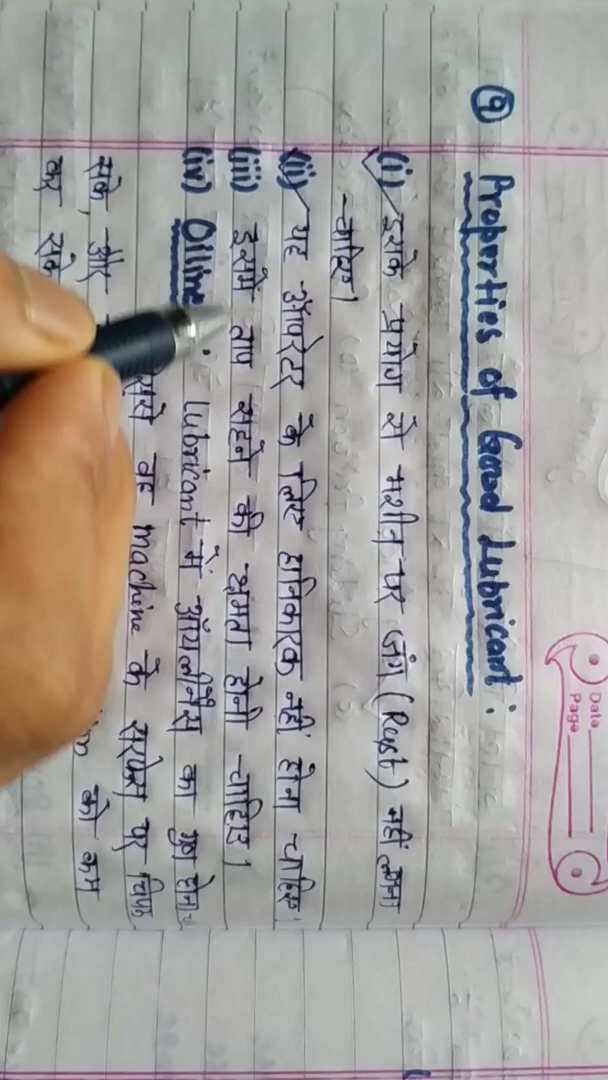 Date
Page
९ Properties of Good Lubricant :
(i) इसके प्रयोग से मशीन पर जंग (Rust) नहीं लगना
चाहिए।
(ii) यह ऑपरेटर के लिए हानिकारक नहीं होना चाहिए।
(iii) इसमें ताप सहने की क्षमता होनी चाहिए।
(iv) Oiline : Lubricant में ऑयलीनेस का गुण होना
वह machine के सरफेस पर चिपक
सके, और को कम
कर सके